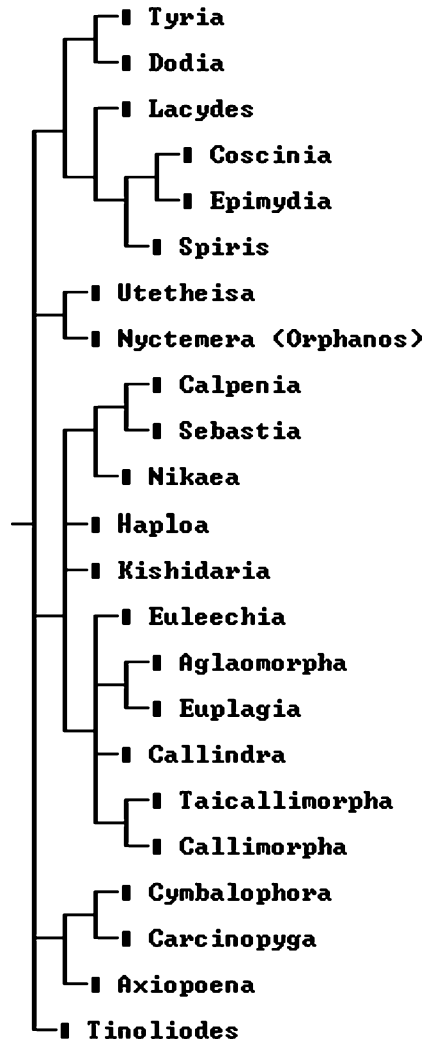 Tyria
Dodia
Lacydes
Coscinia
Epimydia
Spiris
Utetheisa
Nyctemera (Orphanos)
Calpenia
Sebastia
Nikaea
Haploa
Kishidaria
Euleechia
Aglaomorpha
Euplagia
Callindra
Taicallimorpha
Callimorpha
Cymbalophora
Carcinopyga
Axiopoena
Tinoliodes